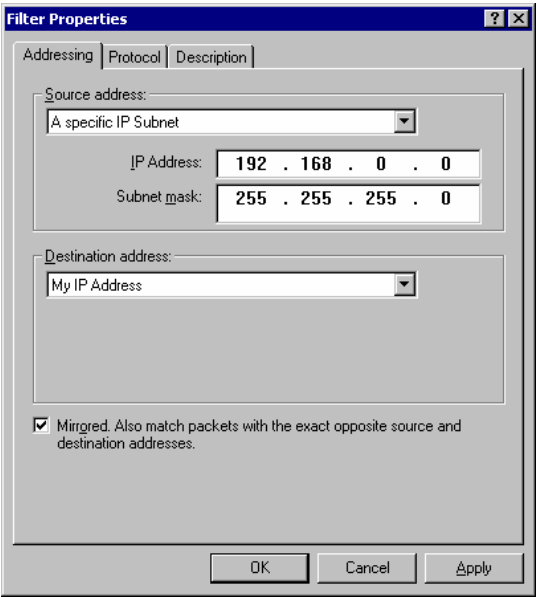 Filter Properties
Addressing Protocol Description
Source address:
A specific IP Subnet
IP Address: 192 . 168 . 0 . 0
Subnet mask: 255 . 255 . 255 . 0
Destination address:
My IP Address
Mirrored. Also match packets with the exact opposite source and
destination addresses.
OK Cancel Apply